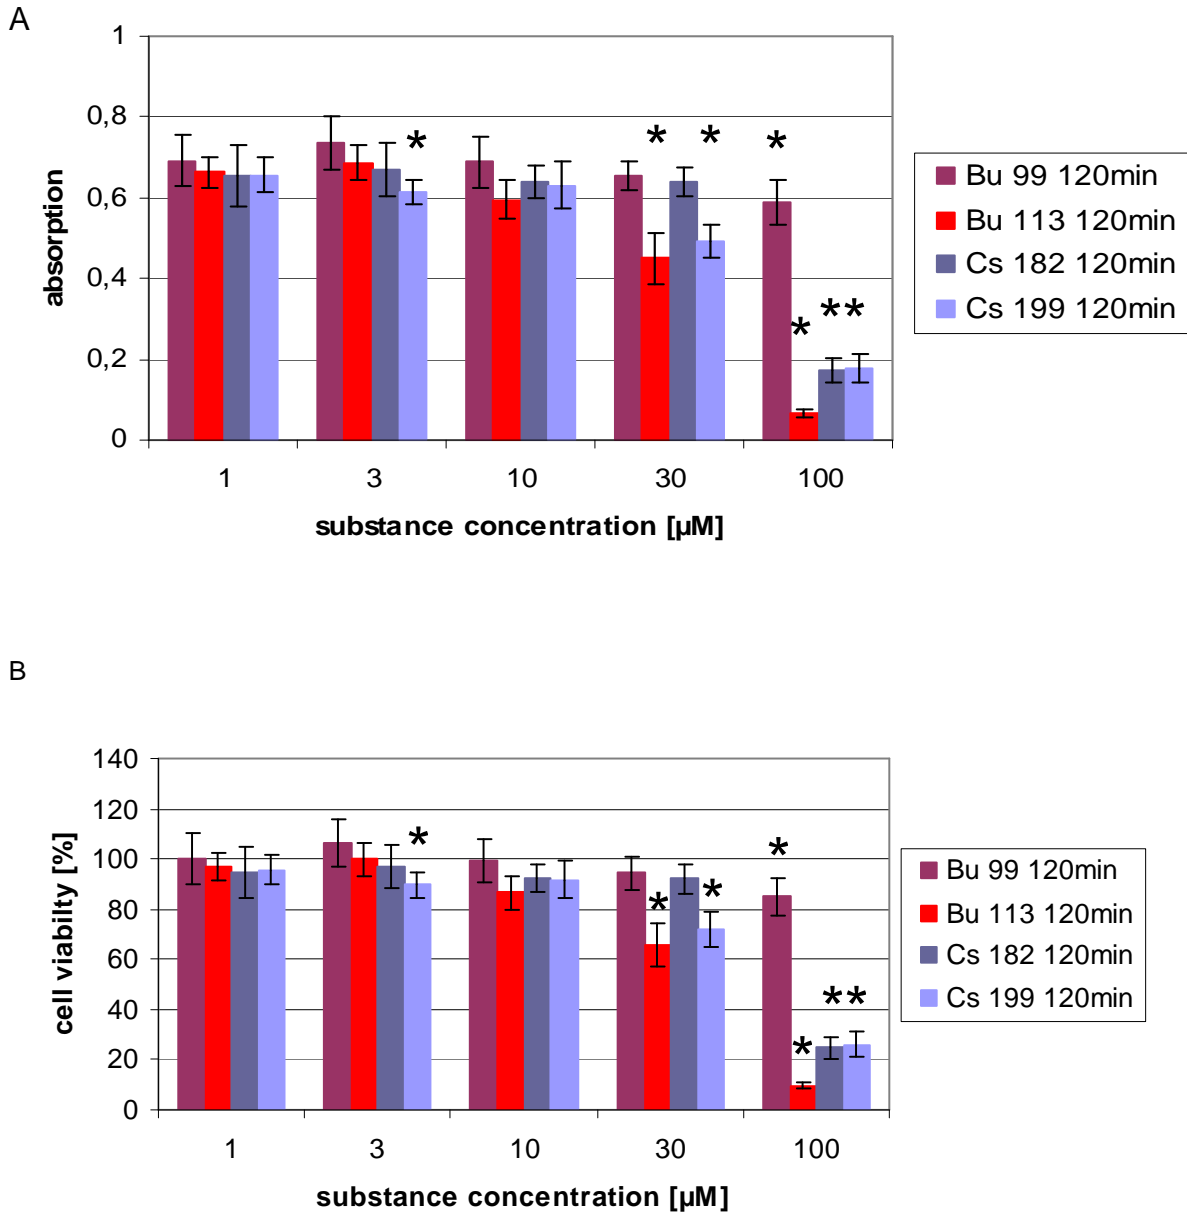 A
1
0,8
0,6
0,4
0,2
0
absorption
* * * *
* * * *
1 3 10 30 100
substance concentration [µM]
Bu 99 120min
Bu 113 120min
Cs 182 120min
Cs 199 120min
B
140
120
100
80
60
40
20
0
cell viabilty [%]
* * * *
* * * *
1 3 10 30 100
substance concentration [µM]
Bu 99 120min
Bu 113 120min
Cs 182 120min
Cs 199 120min